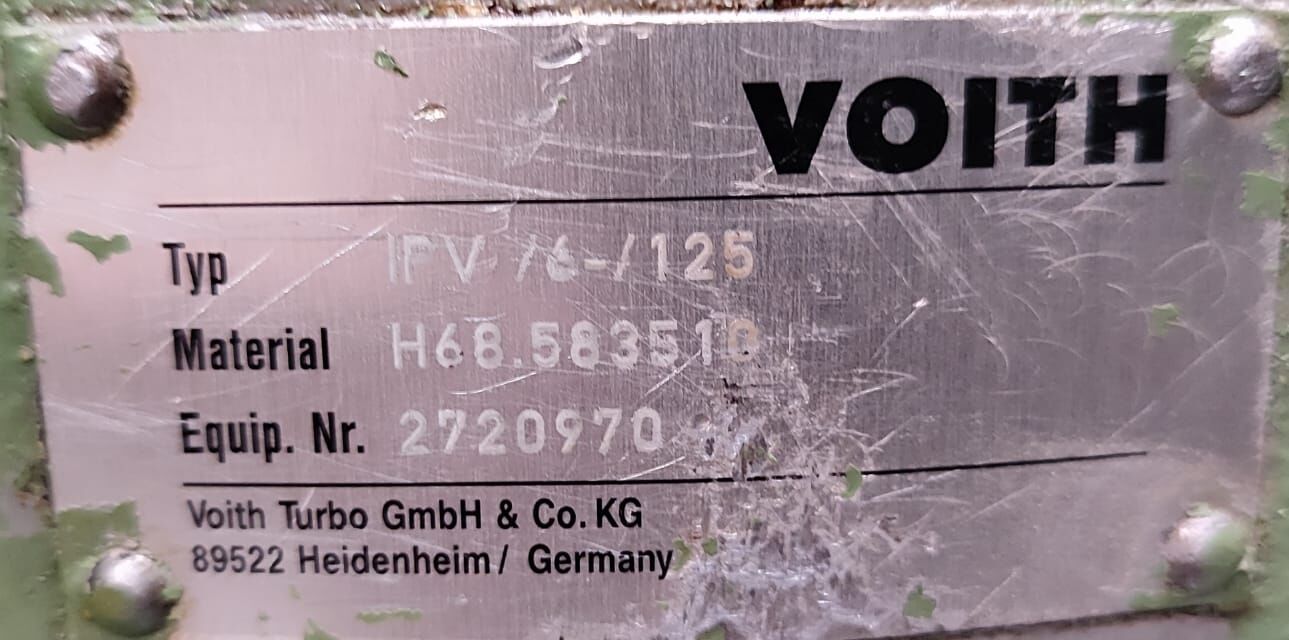 VOITH
Typ IPV /6-/125
Material H68.583510
Equip. Nr. 2720970
Voith Turbo GmbH & Co. KG
89522 Heidenheim / Germany